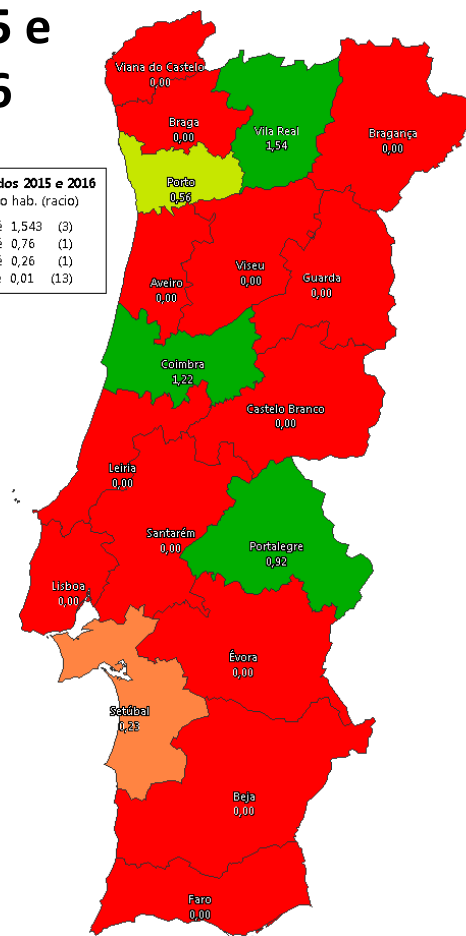 5 e
6
Viana do Castelo
0,00
Braga
0,00
Vila Real
1,54
Bragança
0,00
Porto
0,56
dos 2015 e 2016
o hab. (racio)
1,543 (3)
0,76 (1)
0,26 (1)
0,01 (13)
Aveiro
0,00
Viseu
0,00
Guarda
0,00
Coimbra
1,22
Castelo Branco
0,00
Leiria
0,00
Santarém
0,00
Portalegre
0,92
Lisboa
0,00
Évora
0,00
Setúbal
0,23
Beja
0,00
Faro
0,00